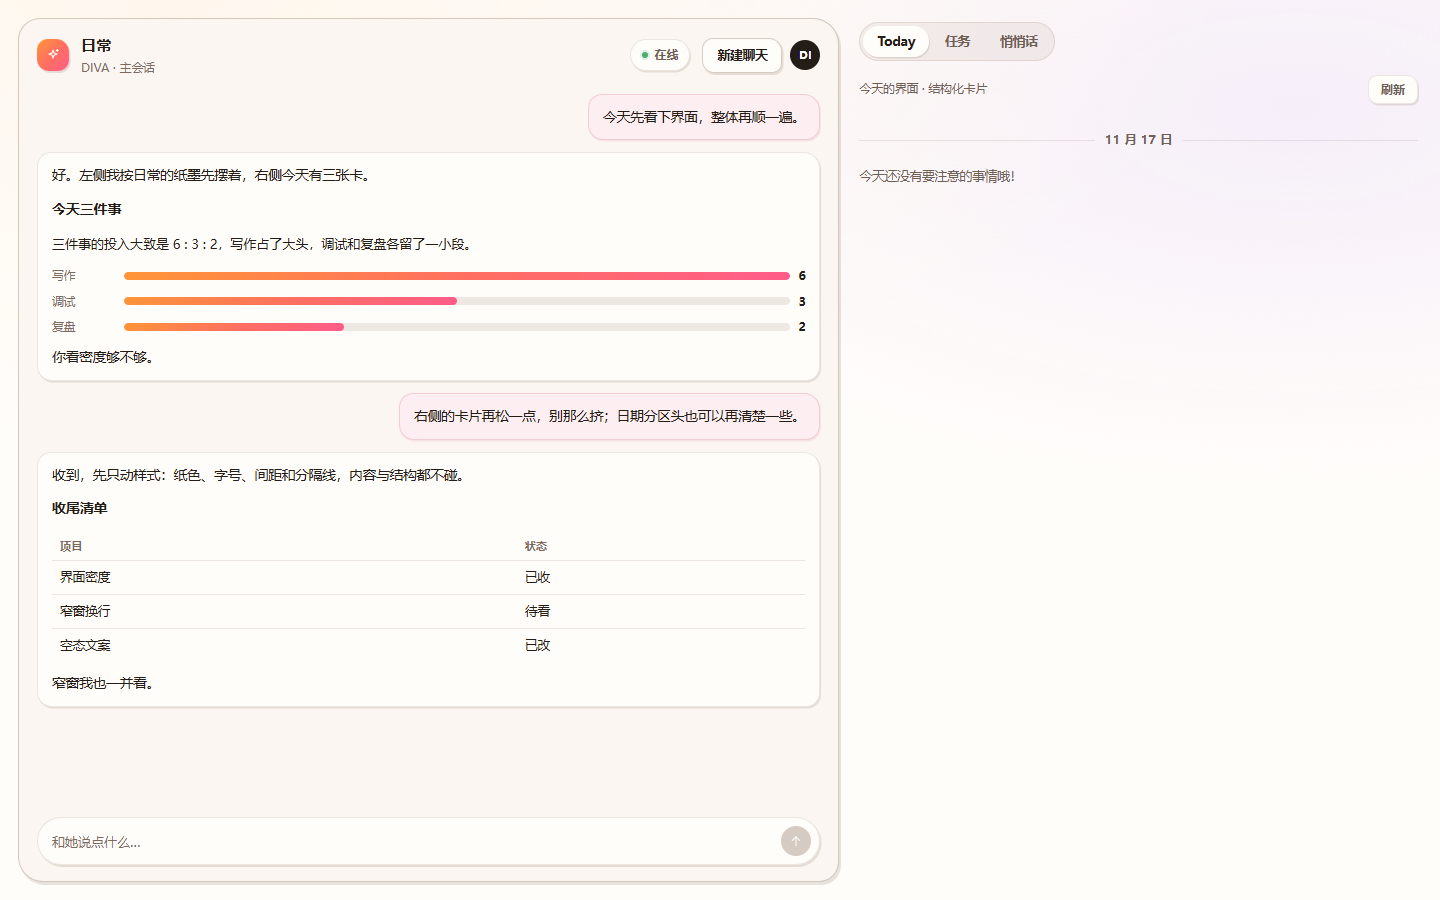 日常
DIVA · 主会话
在线
新建聊天
DI
今天先看下界面，整体再顺一遍。
好。左侧我按日常的纸墨先摆着，右侧今天有三张卡。
今天三件事
三件事的投入大致是 6 : 3 : 2，写作占了大头，调试和复盘各留了一小段。
写作 6
调试 3
复盘 2
你看密度够不够。
右侧的卡片再松一点，别那么挤；日期分区头也可以再清楚一些。
收到，先只动样式：纸色、字号、间距和分隔线，内容与结构都不碰。
收尾清单
项目 状态
界面密度 已收
窄窗换行 待看
空态文案 已改
窄窗我也一并看。
和她说点什么...
Today 任务 悄悄话
今天的界面 · 结构化卡片
刷新
11 月 17 日
今天还没有要注意的事情哦!